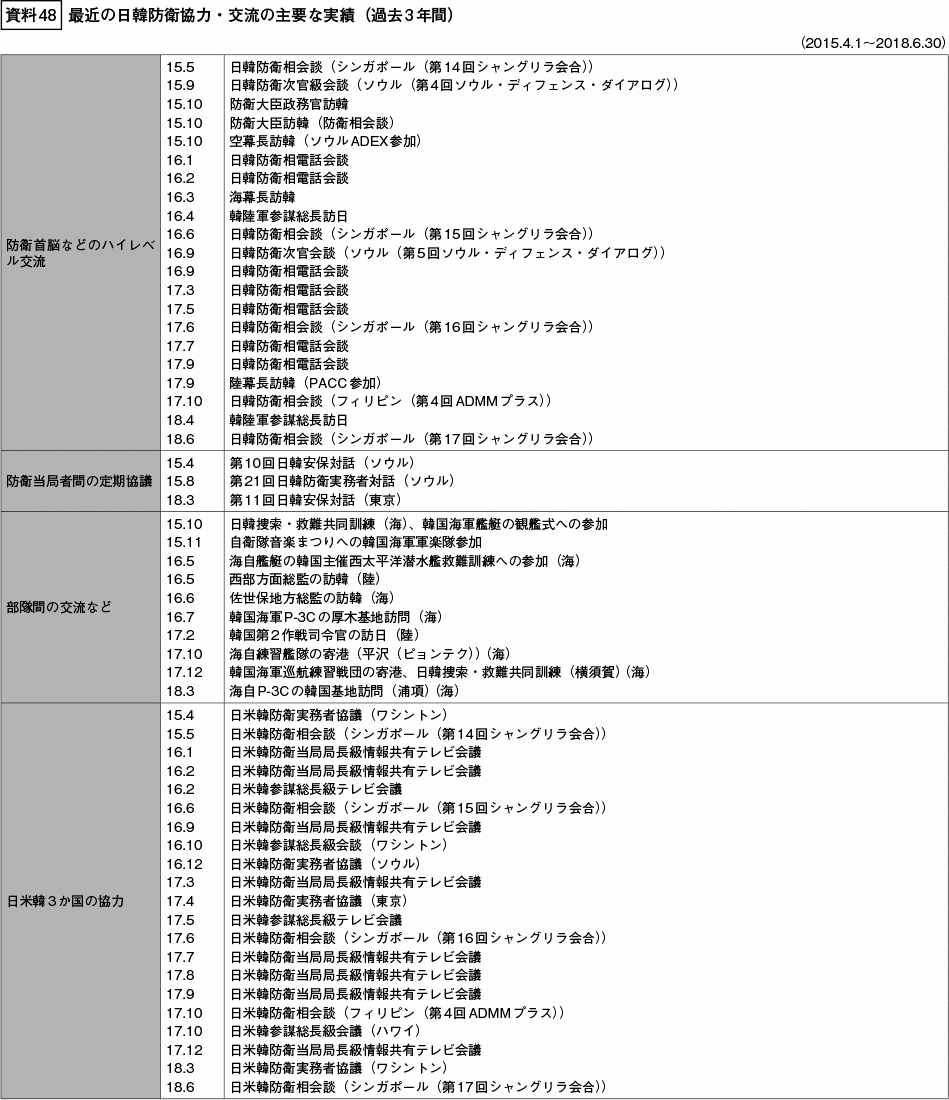 資料48 最近の日韓防衛協力・交流の主要な実績（過去3年間）
（2015.4.1～2018.6.30）
防衛首脳などのハイレベ
ル交流
15.5 日韓防衛相会談（シンガポール（第14回シャングリラ会合））
15.9 日韓防衛次官級会談（ソウル（第4回ソウル・ディフェンス・ダイアログ））
15.10 防衛大臣政務官訪韓
15.10 防衛大臣訪韓（防衛相会談）
15.10 空幕長訪韓（ソウルADEX参加）
16.1 日韓防衛相電話会談
16.2 日韓防衛相電話会談
16.3 海幕長訪韓
16.4 韓陸軍参謀総長訪日
16.6 日韓防衛相会談（シンガポール（第15回シャングリラ会合））
16.9 日韓防衛次官会談（ソウル（第5回ソウル・ディフェンス・ダイアログ））
16.9 日韓防衛相電話会談
17.3 日韓防衛相電話会談
17.5 日韓防衛相電話会談
17.6 日韓防衛相会談（シンガポール（第16回シャングリラ会合））
17.7 日韓防衛相電話会談
17.9 日韓防衛相電話会談
17.9 陸幕長訪韓（PACC参加）
17.10 日韓防衛相会談（フィリピン（第4回ADMMプラス））
18.4 韓陸軍参謀総長訪日
18.6 日韓防衛相会談（シンガポール（第17回シャングリラ会合））
防衛当局者間の定期協議
15.4 第10回日韓安保対話（ソウル）
15.8 第21回日韓防衛実務者対話（ソウル）
18.3 第11回日韓安保対話（東京）
部隊間の交流など
15.10 日韓捜索・救難共同訓練（海）、韓国海軍艦艇の観艦式への参加
15.11 自衛隊音楽まつりへの韓国海軍軍楽隊参加
16.5 海自艦艇の韓国主催西太平洋潜水艦救難訓練への参加（海）
16.5 西部方面総監の訪韓（陸）
16.6 佐世保地方総監の訪韓（海）
16.7 韓国海軍P-3Cの厚木基地訪問（海）
17.2 韓国第2作戦司令官の訪日（陸）
17.10 海自練習艦隊の寄港（平沢（ピョンテク））（海）
17.12 韓国海軍巡航練習戦団の寄港、日韓捜索・救難共同訓練（横須賀）（海）
18.3 海自P-3Cの韓国基地訪問（浦項）（海）
日米韓3か国の協力
15.4 日米韓防衛実務者協議（ワシントン）
15.5 日米韓防衛相会談（シンガポール（第14回シャングリラ会合））
16.1 日米韓防衛当局局長級情報共有テレビ会議
16.2 日米韓防衛当局局長級情報共有テレビ会議
16.2 日米韓参謀総長級テレビ会議
16.6 日米韓防衛相会談（シンガポール（第15回シャングリラ会合））
16.9 日米韓防衛当局局長級情報共有テレビ会議
16.10 日米韓参謀総長級会談（ワシントン）
16.12 日米韓防衛実務者協議（ソウル）
17.3 日米韓防衛当局局長級情報共有テレビ会議
17.4 日米韓防衛実務者協議（東京）
17.5 日米韓参謀総長級テレビ会議
17.6 日米韓防衛相会談（シンガポール（第16回シャングリラ会合））
17.7 日米韓防衛当局局長級情報共有テレビ会議
17.8 日米韓防衛当局局長級情報共有テレビ会議
17.9 日米韓防衛当局局長級情報共有テレビ会議
17.10 日米韓防衛相会談（フィリピン（第4回ADMMプラス））
17.10 日米韓参謀総長級会議（ハワイ）
17.12 日米韓防衛当局局長級情報共有テレビ会議
18.3 日米韓防衛実務者協議（ワシントン）
18.6 日米韓防衛相会談（シンガポール（第17回シャングリラ会合））